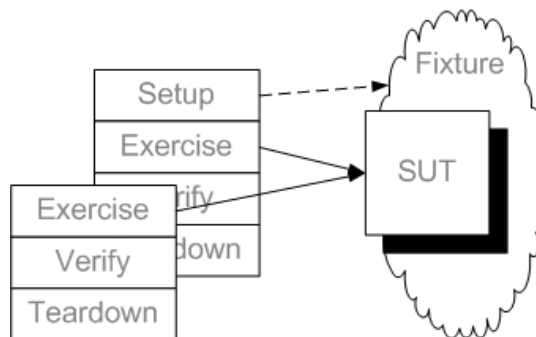 Fixture
Setup
Exercise
SUT
rify
Exercise
down
Verify
Teardown